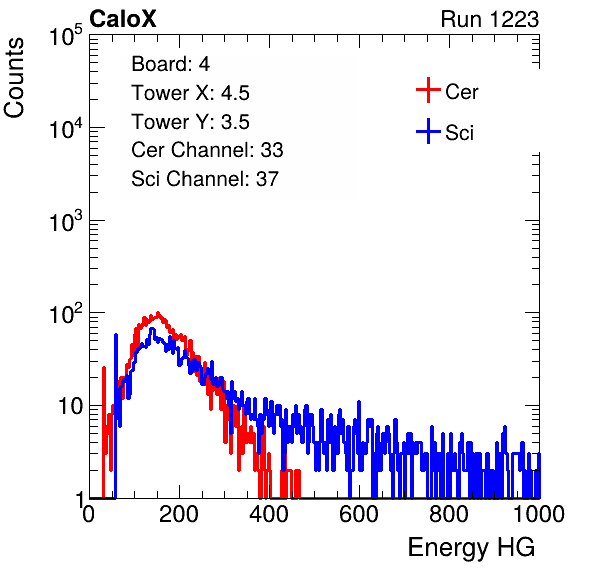 CaloX Run 1223
Counts
10^5
10^4
10^3
10^2
10
1
Board: 4
Tower X: 4.5
Tower Y: 3.5
Cer Channel: 33
Sci Channel: 37
Cer
Sci
0 200 400 600 800 1000
Energy HG